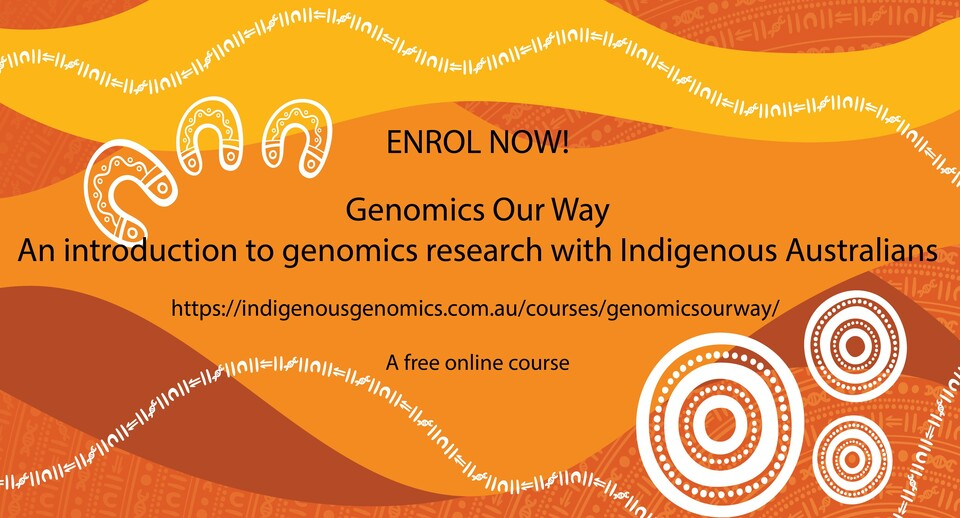 ENROL NOW!
Genomics Our Way
An introduction to genomics research with Indigenous Australians
https://indigenousgenomics.com.au/courses/genomicsourway/
A free online course